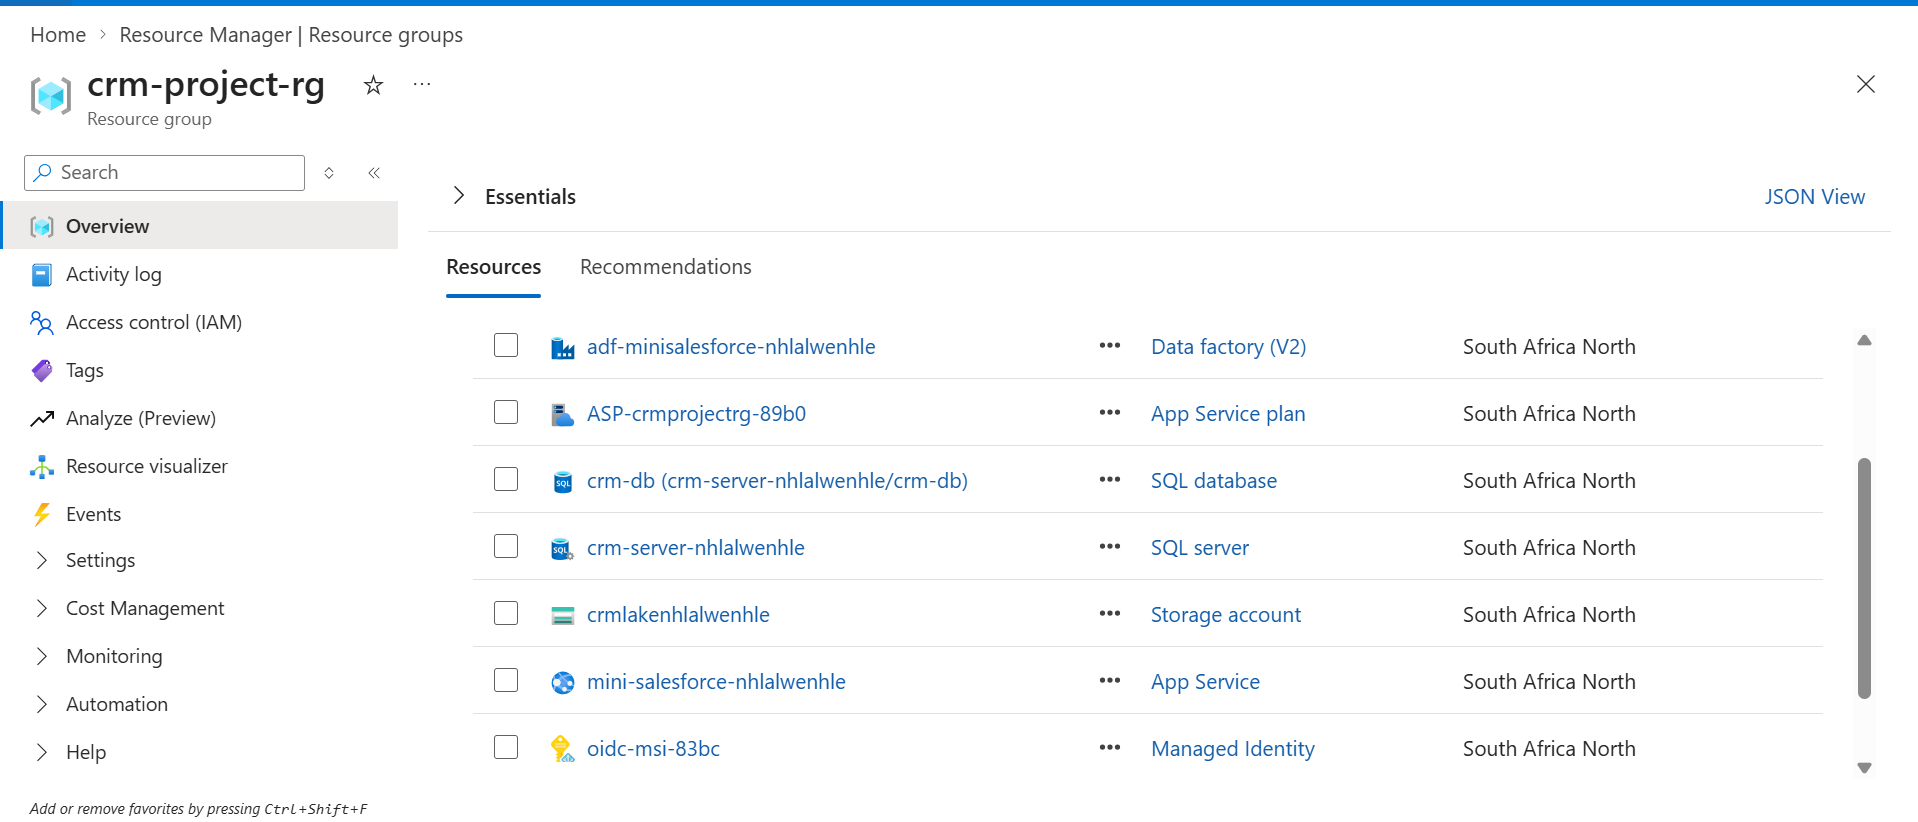 Home > Resource Manager | Resource groups
crm-project-rg
Resource group
Search
Overview
Activity log
Access control (IAM)
Tags
Analyze (Preview)
Resource visualizer
Events
Settings
Cost Management
Monitoring
Automation
Help
Add or remove favorites by pressing Ctrl+Shift+F
Essentials
JSON View
Resources Recommendations
adf-minisalesforce-nhlalwenhle Data factory (V2) South Africa North
ASP-crmprojectrg-89b0 App Service plan South Africa North
crm-db (crm-server-nhlalwenhle/crm-db) SQL database South Africa North
crm-server-nhlalwenhle SQL server South Africa North
crmlakenhlalwenhle Storage account South Africa North
mini-salesforce-nhlalwenhle App Service South Africa North
oidc-msi-83bc Managed Identity South Africa North